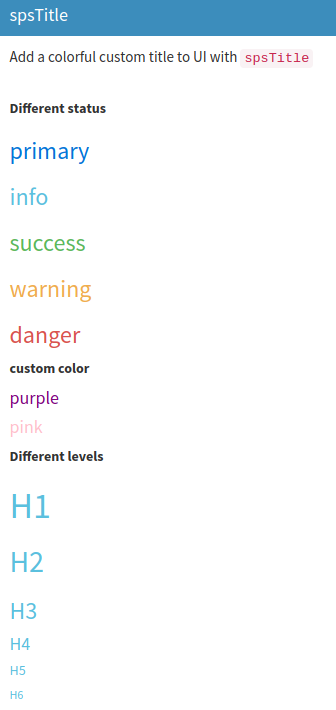 spsTitle
Add a colorful custom title to UI with spsTitle
Different status
primary
info
success
warning
danger
custom color
purple
pink
Different levels
H1
H2
H3
H4
H5
H6